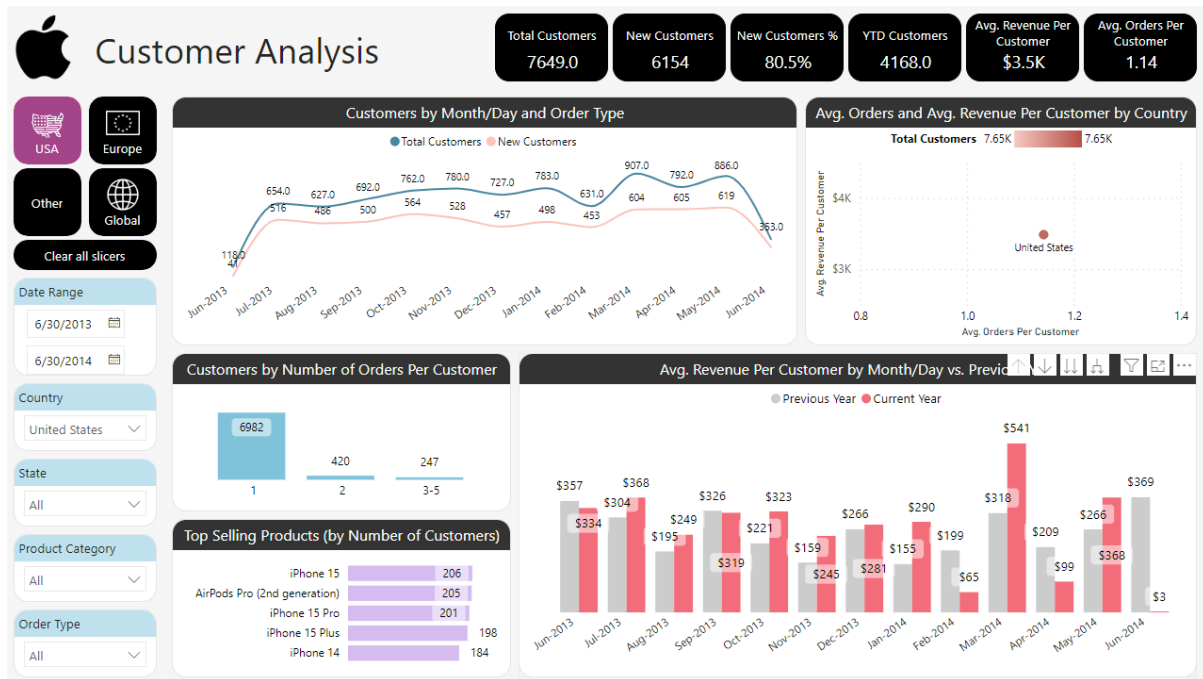 Customer Analysis
Total Customers
7649.0
New Customers
6154
New Customers %
80.5%
YTD Customers
4168.0
Avg. Revenue Per
Customer
$3.5K
Avg. Orders Per
Customer
1.14
USA
Europe
Other
Global
Clear all slicers
Date Range
6/30/2013
6/30/2014
Country
United States
State
All
Product Category
All
Order Type
All
Customers by Month/Day and Order Type
Total Customers New Customers
118.0 654.0 627.0 692.0 762.0 780.0 727.0 783.0 631.0 907.0 792.0 886.0 353.0
516 486 500 564 528 457 498 453 604 605 619
Jun-2013 Jul-2013 Aug-2013 Sep-2013 Oct-2013 Nov-2013 Dec-2013 Jan-2014 Feb-2014 Mar-2014 Apr-2014 May-2014 Jun-2014
Avg. Orders and Avg. Revenue Per Customer by Country
Total Customers 7.65K 7.65K
Avg. Revenue Per Customer
$4K
$3K
United States
0.8 1.0 1.2 1.4
Avg. Orders Per Customer
Customers by Number of Orders Per Customer
6982 420 247
1 2 3-5
Top Selling Products (by Number of Customers)
iPhone 15 206
AirPods Pro (2nd generation) 205
iPhone 15 Pro 201
iPhone 15 Plus 198
iPhone 14 184
Avg. Revenue Per Customer by Month/Day vs.
Previous Year Current Year
$357 $304 $195 $326 $221 $159 $266 $155 $199 $318 $209 $266 $369
$334 $368 $249 $319 $323 $245 $281 $290 $65 $541 $99 $368 $3
Jun-2013 Jul-2013 Aug-2013 Sep-2013 Oct-2013 Nov-2013 Dec-2013 Jan-2014 Feb-2014 Mar-2014 Apr-2014 May-2014 Jun-2014